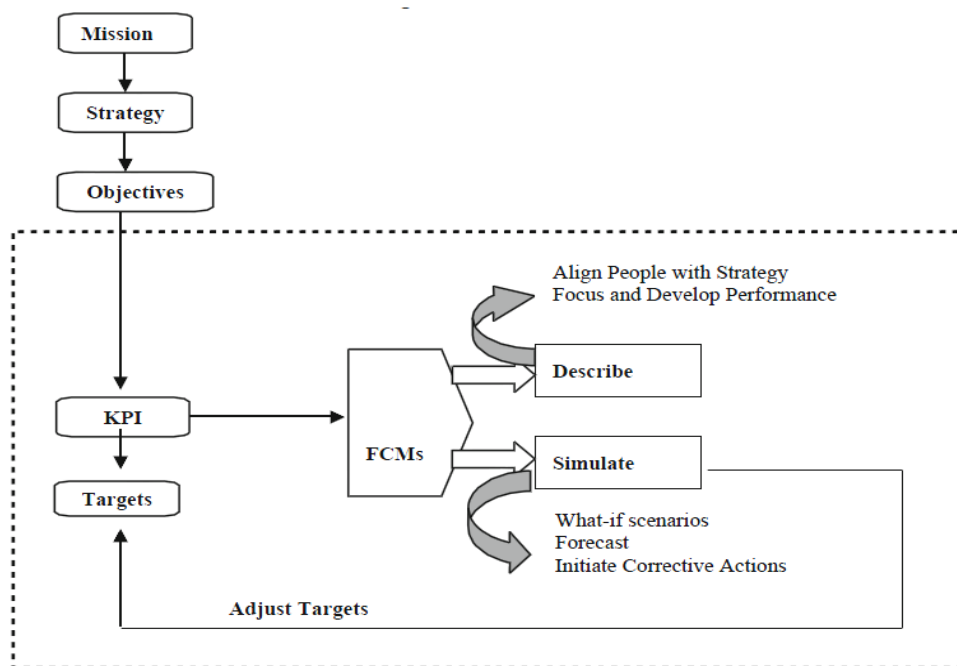 Mission
Strategy
Objectives
Align People with Strategy
Focus and Develop Performance
Describe
KPI
FCMs
Simulate
Targets
What-if scenarios
Forecast
Initiate Corrective Actions
Adjust Targets